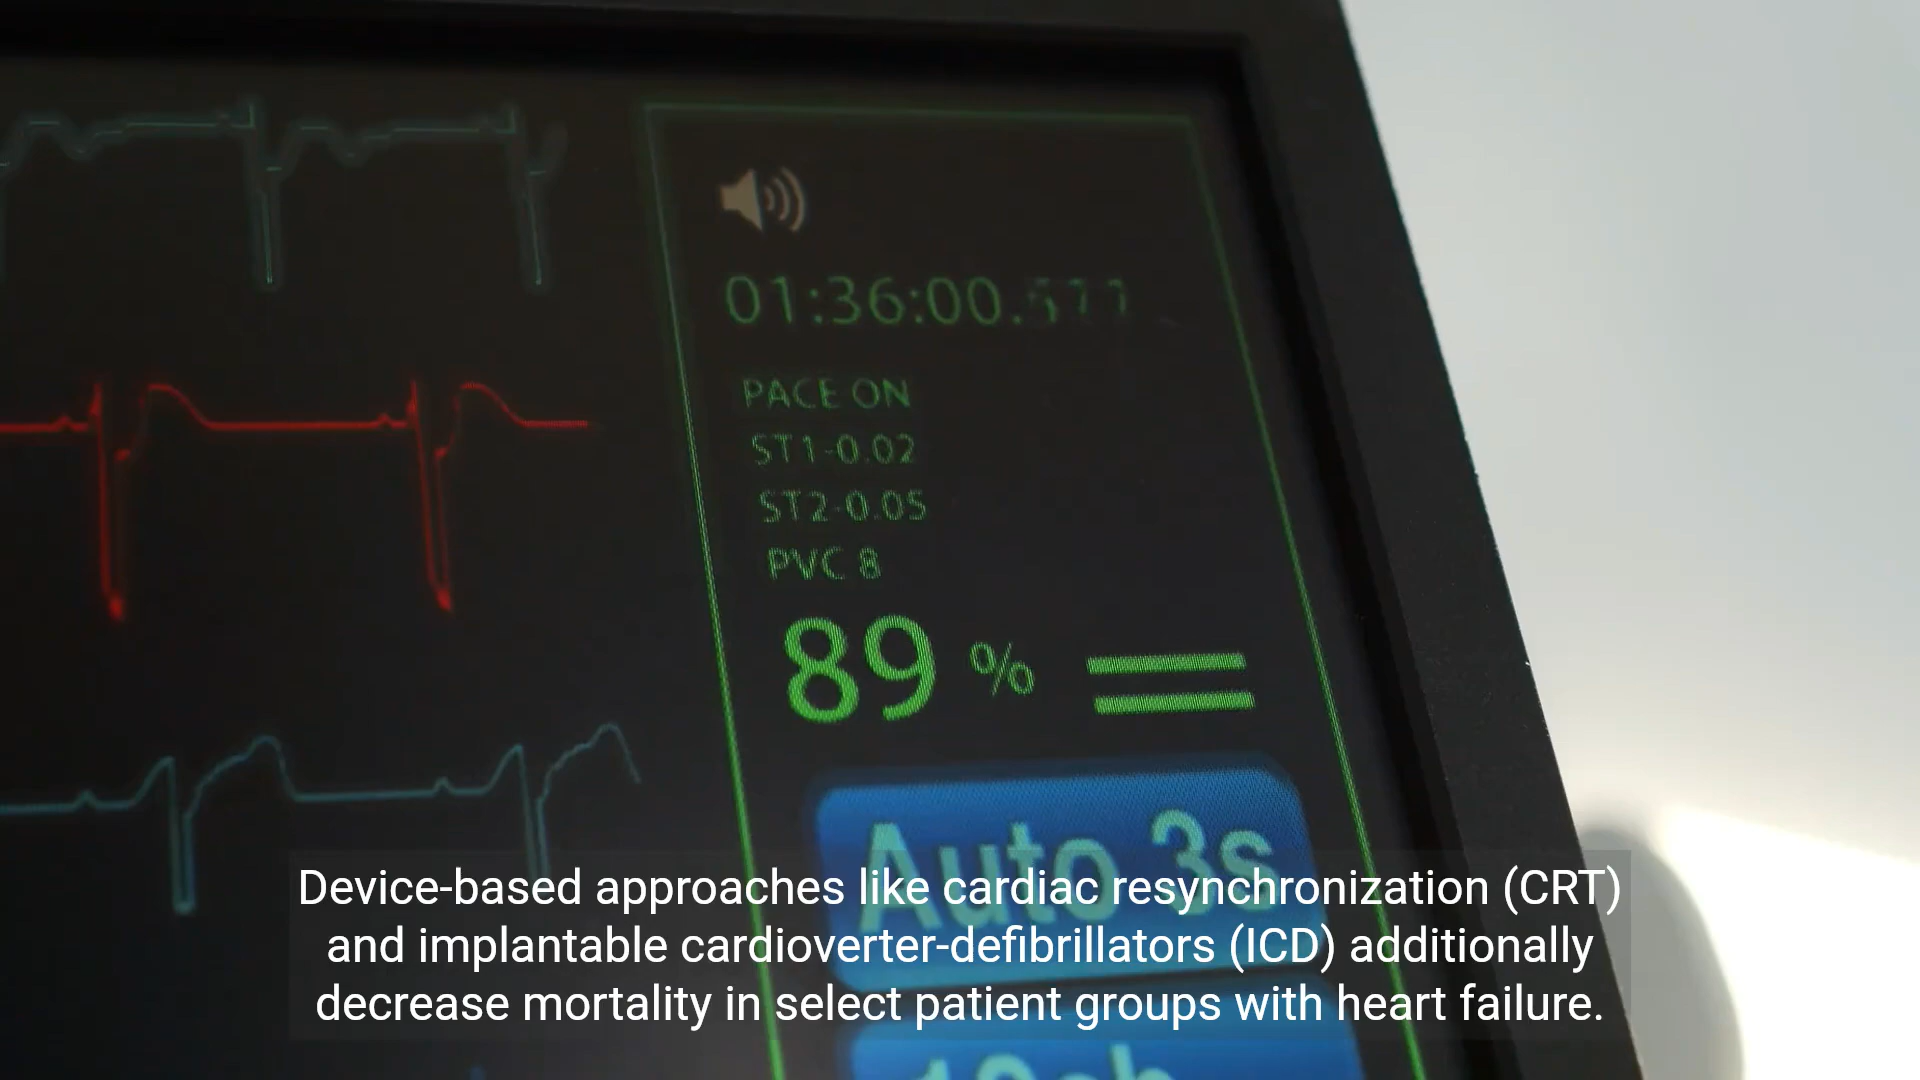 01:36:00.
PACE ON
ST1-0.02
ST2-0.05
PVC 8
89 %
Auto 3s
Device-based approaches like cardiac resynchronization (CRT)
and implantable cardioverter-defibrillators (ICD) additionally
decrease mortality in select patient groups with heart failure.